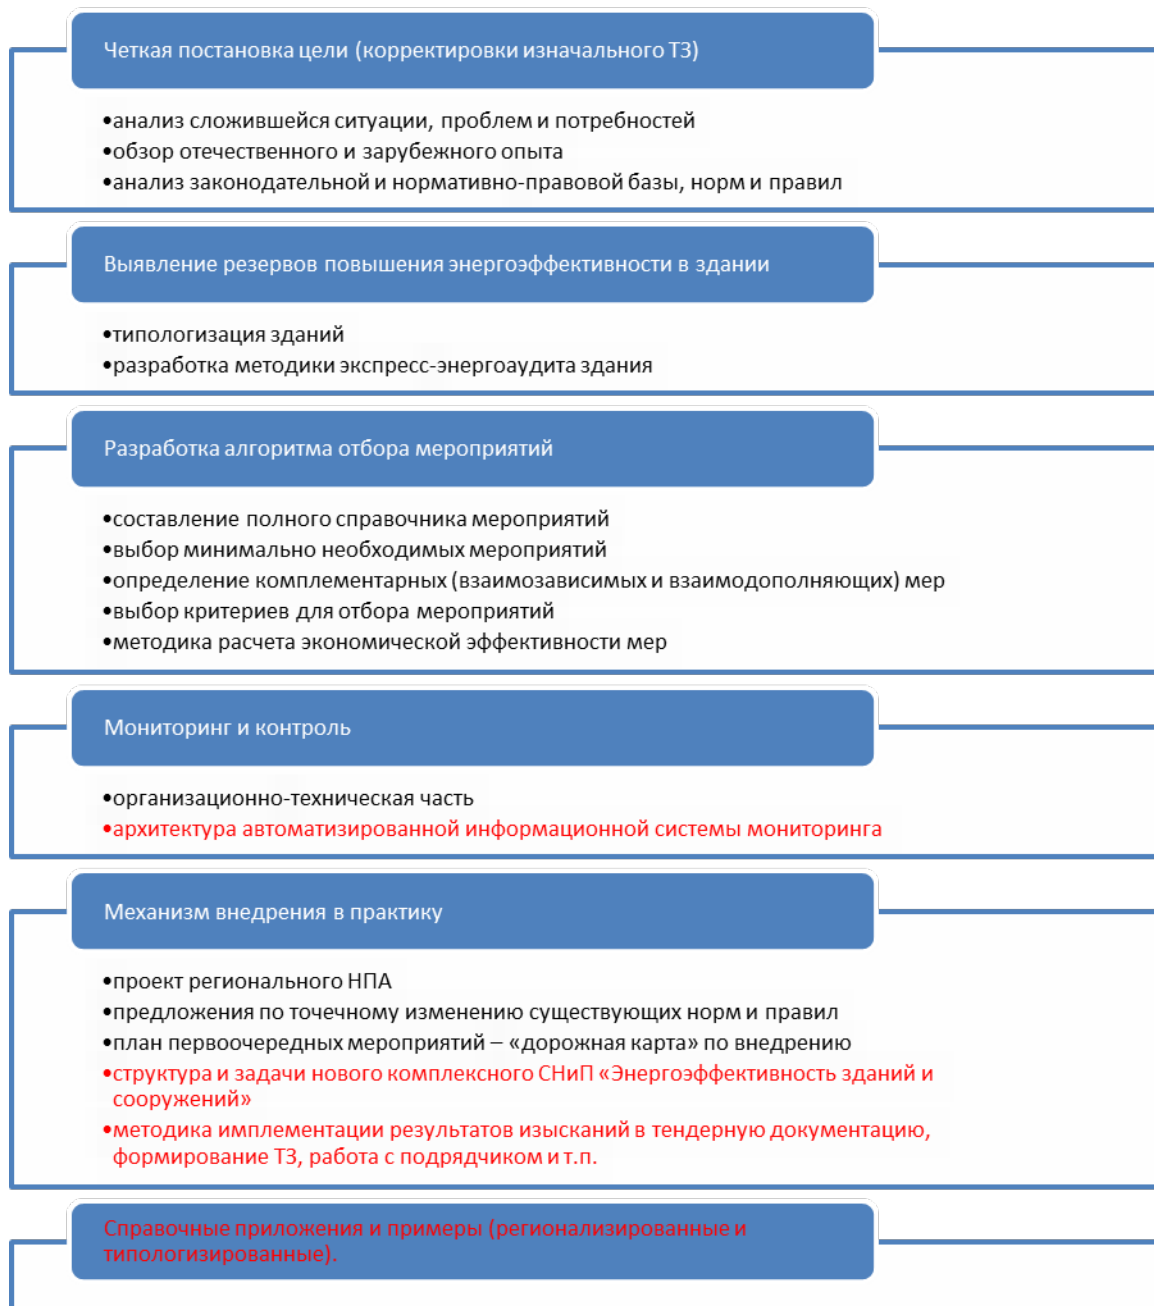 Четкая постановка цели (корректировки изначального ТЗ)
•анализ сложившейся ситуации, проблем и потребностей
•обзор отечественного и зарубежного опыта
•анализ законодательной и нормативно-правовой базы, норм и правил
Выявление резервов повышения энергоэффективности в здании
•типологизация зданий
•разработка методики экспресс-энергоаудита здания
Разработка алгоритма отбора мероприятий
•составление полного справочника мероприятий
•выбор минимально необходимых мероприятий
•определение комплементарных (взаимозависимых и взаимодополняющих) мер
•выбор критериев для отбора мероприятий
•методика расчета экономической эффективности мер
Мониторинг и контроль
•организационно-техническая часть
•архитектура автоматизированной информационной системы мониторинга
Механизм внедрения в практику
•проект регионального НПА
•предложения по точечному изменению существующих норм и правил
•план первоочередных мероприятий – «дорожная карта» по внедрению
•структура и задачи нового комплексного СНиП «Энергоэффективность зданий и
сооружений»
•методика имплементации результатов изысканий в тендерную документацию,
формирование ТЗ, работа с подрядчиком и т.п.
Справочные приложения и примеры (регионализированные и
типологизированные).